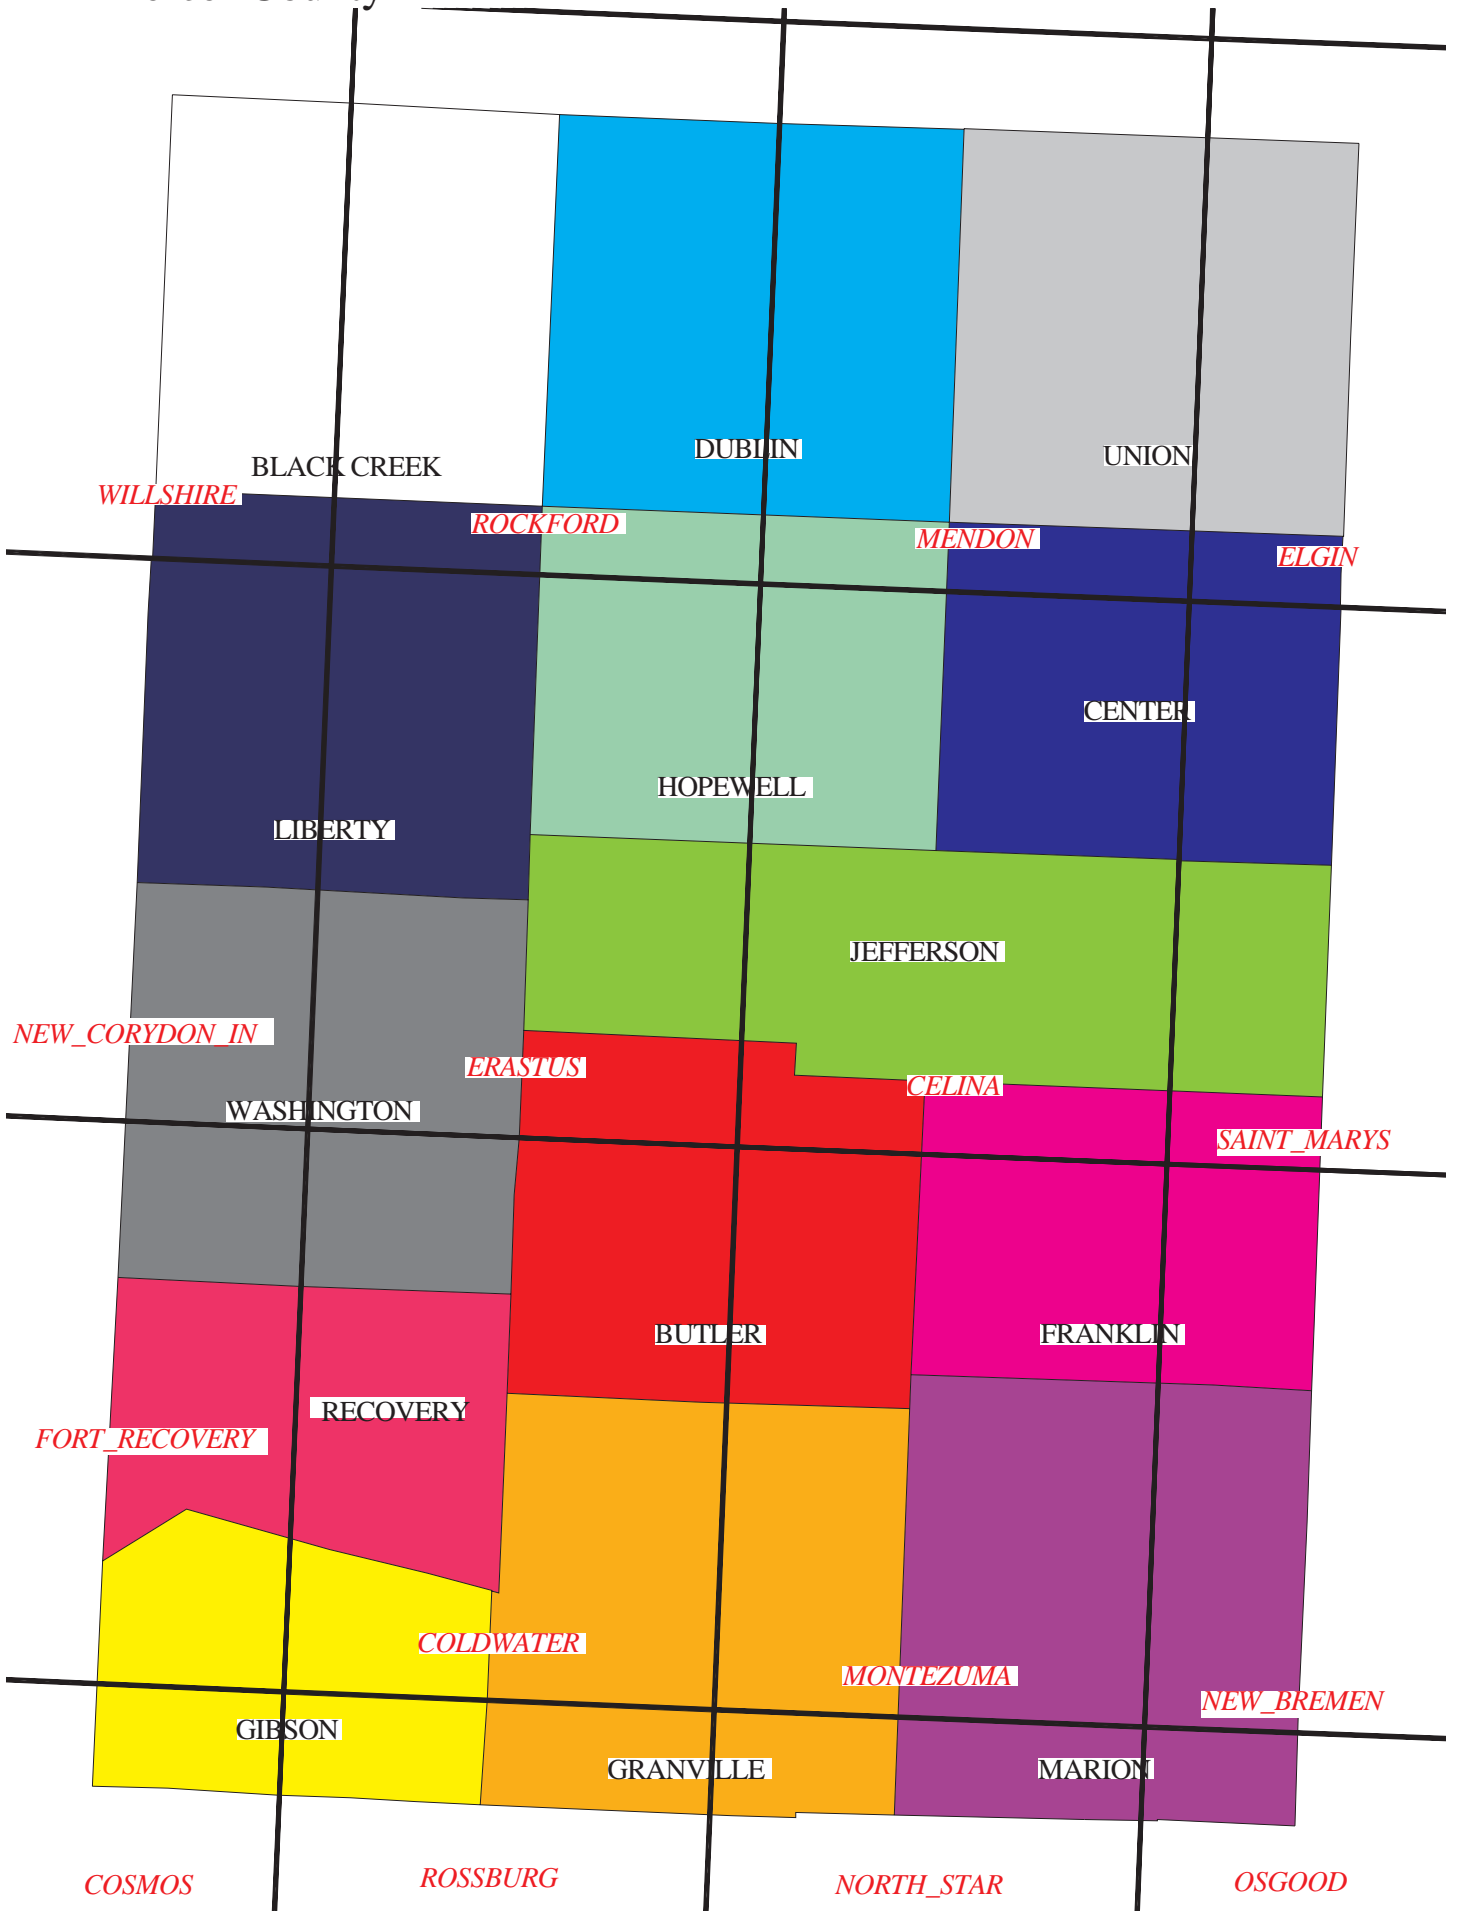 DUBLIN
UNION
BLACK CREEK
WILLSHIRE
ROCKFORD
MENDON
ELGIN
CENTER
HOPEWELL
LIBERTY
JEFFERSON
NEW_CORYDON_IN
ERASTUS
CELINA
WASHINGTON
SAINT_MARYS
BUTLER
FRANKLIN
RECOVERY
FORT_RECOVERY
COLDWATER
MONTEZUMA
NEW_BREMEN
GIBSON
GRANVILLE
MARION
COSMOS
ROSSBURG
NORTH_STAR
OSGOOD